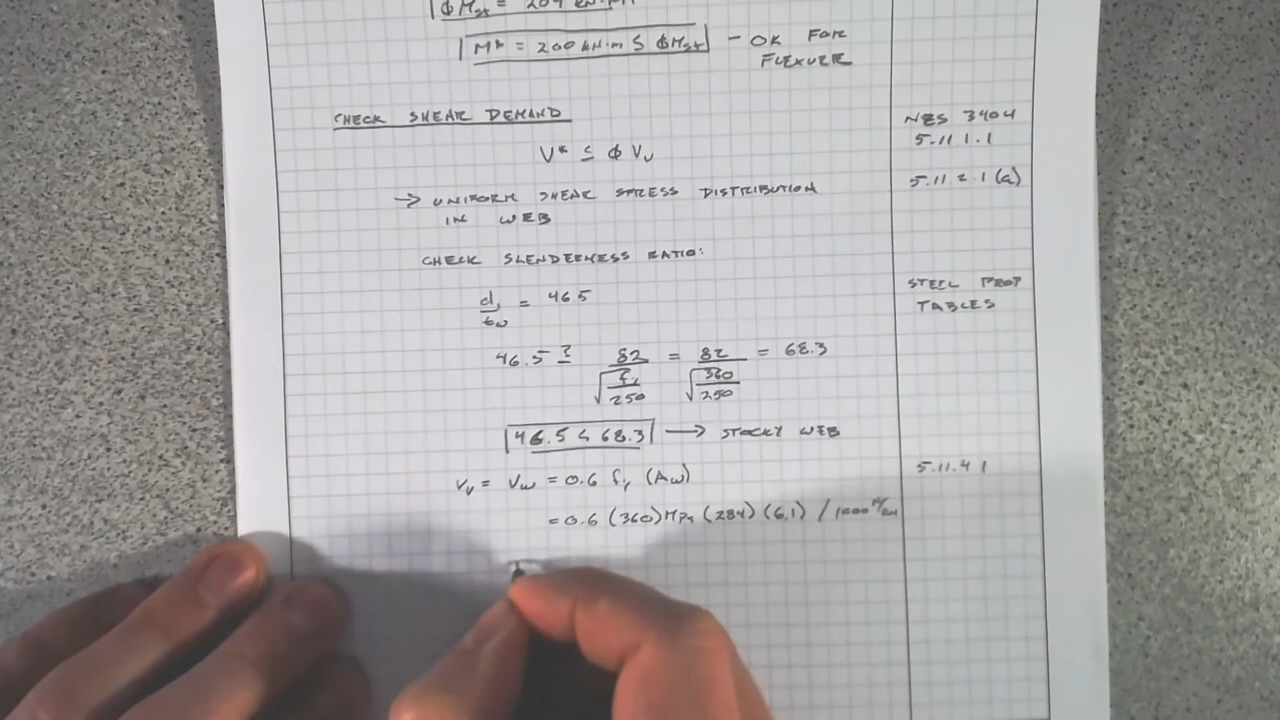 ϕMsx = 204 kN·m
M* = 200 kN·m ≤ ϕMsx - OK FOR
FLEXURE
CHECK SHEAR DEMAND
NZS 3404
5.11.1.1
V* ≤ ϕ Vv
→ UNIFORM SHEAR STRESS DISTRIBUTION
IN WEB
5.11.2.1(a)
CHECK SLENDERNESS RATIO:
d1/tw = 46.5
STEEL PROP
TABLES
46.5 ? 82/√(fy/250) = 82/√(360/250) = 68.3
46.5 < 68.3 → STOCKY WEB
Vv = Vw = 0.6 fy (Aw)
5.11.4.1
= 0.6 (360)MPa (284) (6.1) / 1000 N/kN